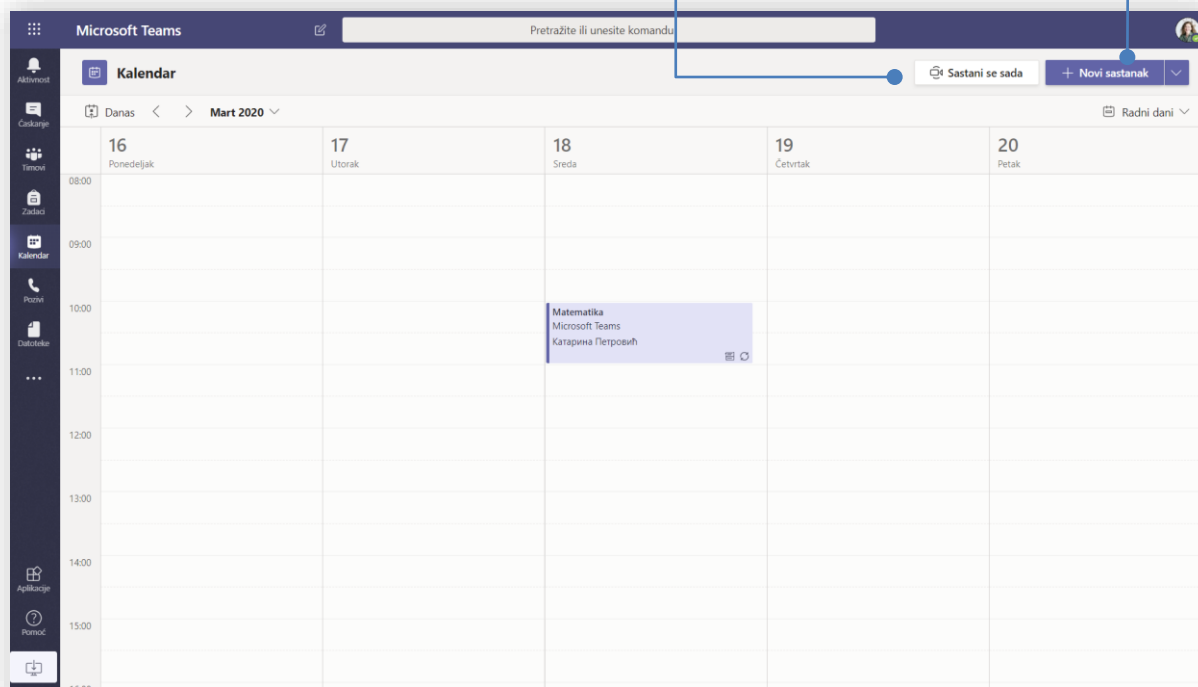 Microsoft Teams
Pretražite ili unesite komandu
Aktivnost
Ćaskanje
Timovi
Zadaci
Kalendar
Pozivi
Datoteke
Aplikacije
Pomoć
Kalendar
Sastani se sada
+ Novi sastanak
Danas
Mart 2020
Radni dani
16
Ponedeljak
17
Utorak
18
Sreda
19
Četvrtak
20
Petak
08:00
09:00
10:00
Matematika
Microsoft Teams
Катарина Петровић
11:00
12:00
13:00
14:00
15:00